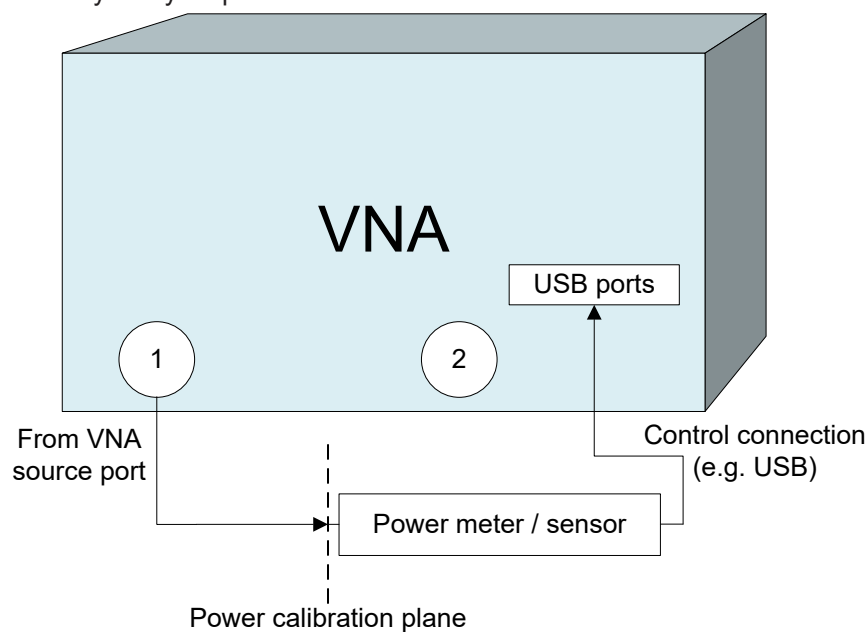 VNA
USB ports
1
2
From VNA
source port
Control connection
(e.g. USB)
Power meter / sensor
Power calibration plane